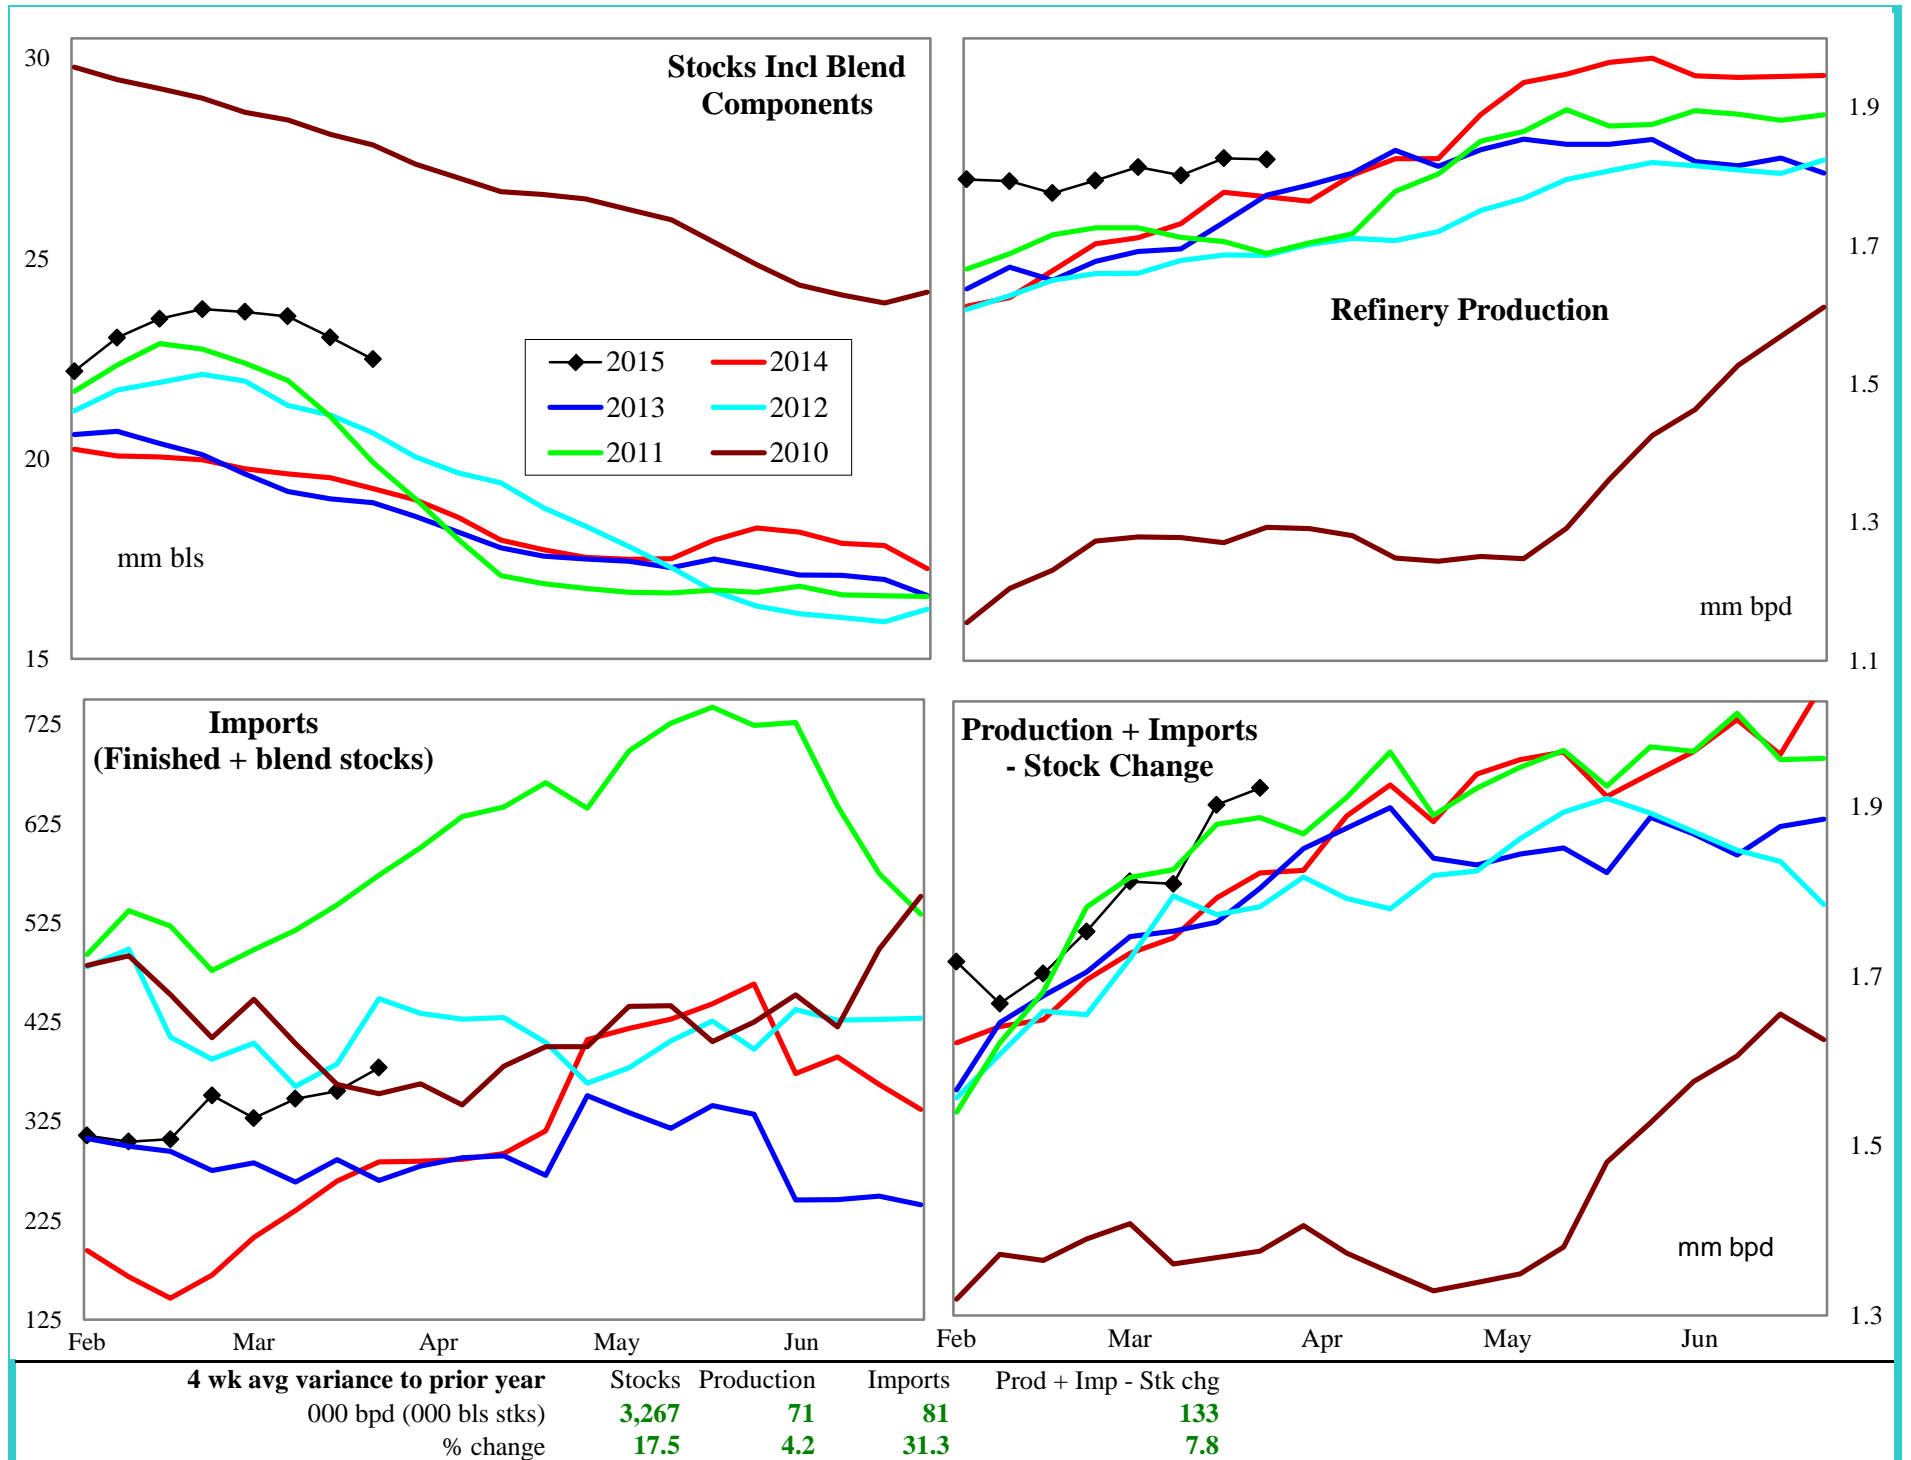 Stocks Incl Blend
Components
30
25
20
15
mm bls
2015
2014
2013
2012
2011
2010
Refinery Production
1.9
1.7
1.5
1.3
1.1
mm bpd
Imports
(Finished + blend stocks)
725
625
525
425
325
225
125
Feb Mar Apr May Jun
Production + Imports
- Stock Change
1.9
1.7
1.5
1.3
mm bpd
Feb Mar Apr May Jun
4 wk avg variance to prior year Stocks Production Imports Prod + Imp - Stk chg
000 bpd (000 bls stks) 3,267 71 81 133
% change 17.5 4.2 31.3 7.8